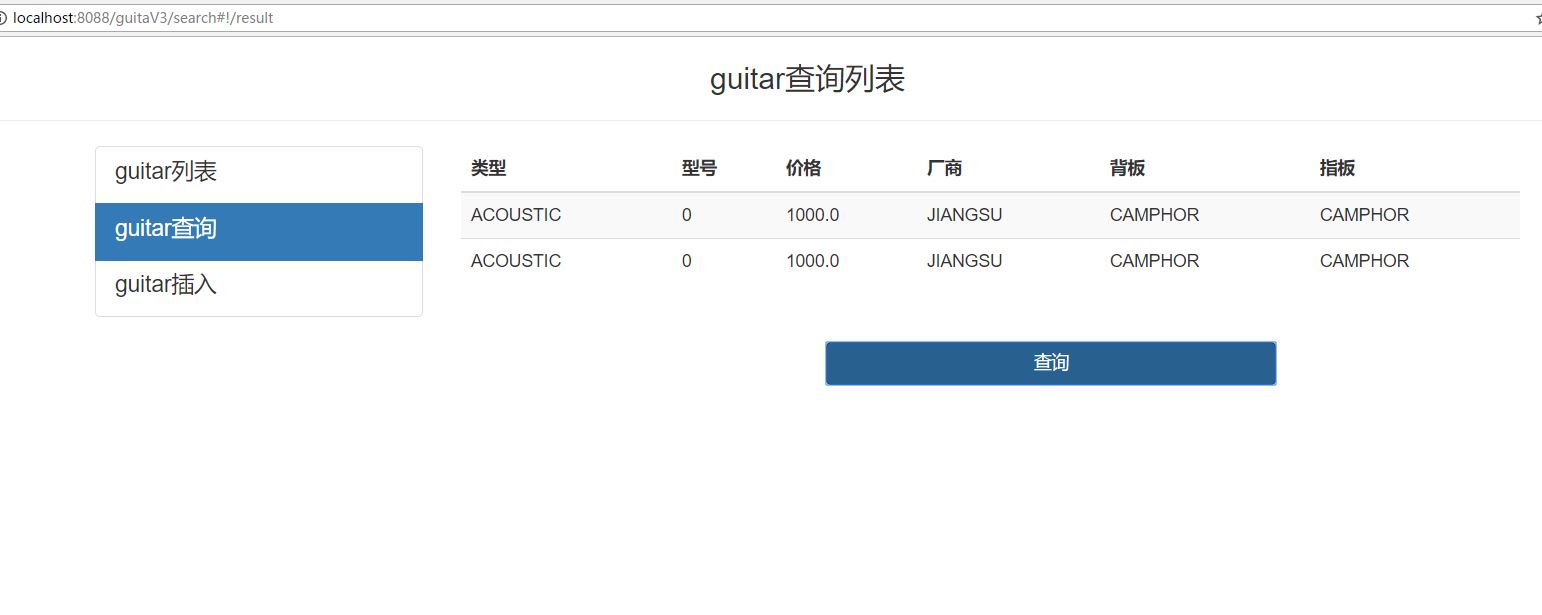 localhost:8088/guitaV3/search#!/result
guitar查询列表
guitar列表
guitar查询
guitar插入
类型 型号 价格 厂商 背板 指板
ACOUSTIC 0 1000.0 JIANGSU CAMPHOR CAMPHOR
ACOUSTIC 0 1000.0 JIANGSU CAMPHOR CAMPHOR
查询